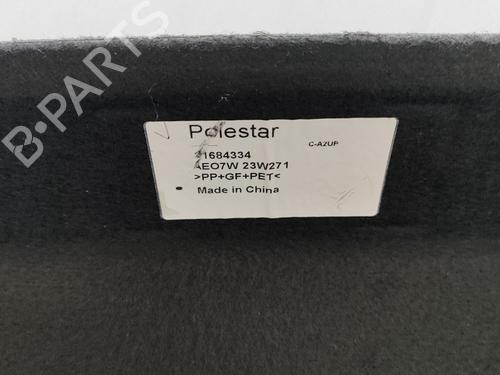 Polestar
C-A2UP
31684334
AEO7W 23W271
>PP+GF+PET<
Made in China
B-PARTS